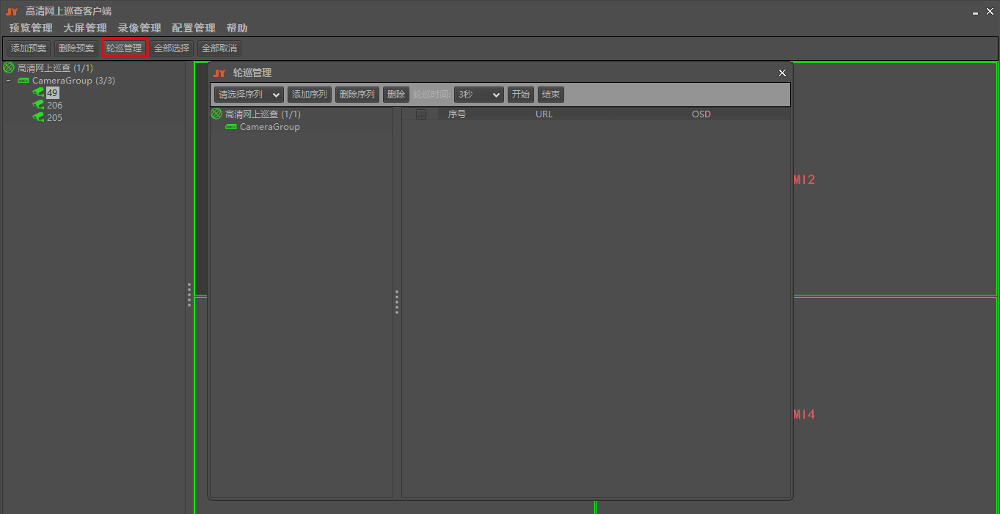 JY 高清网上巡查客户端
预览管理 大屏管理 录像管理 配置管理 帮助
添加预案 删除预案 轮巡管理 全部选择 全部取消
高清网上巡查 (1/1)
CameraGroup (3/3)
49
206
205
JY 轮巡管理
请选择序列 添加序列 删除序列 删除 轮巡时间: 3秒 开始 结束
高清网上巡查 (1/1)
CameraGroup
序号 URL OSD
MI2
MI4